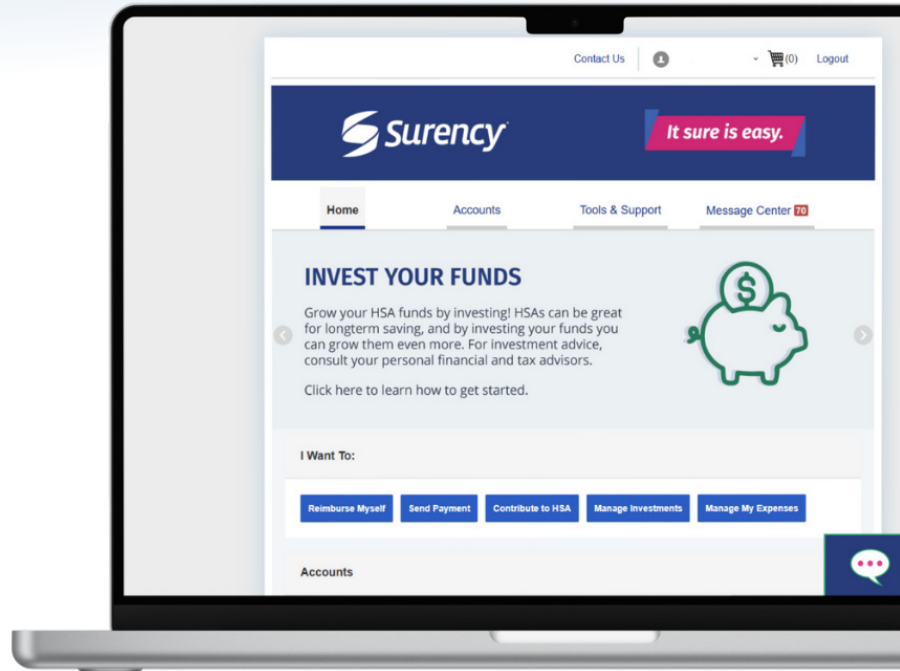 Contact Us (0) Logout
Surency
It sure is easy.
Home Accounts Tools & Support Message Center 70
INVEST YOUR FUNDS
Grow your HSA funds by investing! HSAs can be great
for longterm saving, and by investing your funds you
can grow them even more. For investment advice,
consult your personal financial and tax advisors.
Click here to learn how to get started.
$
I Want To:
Reimburse Myself Send Payment Contribute to HSA Manage Investments Manage My Expenses
Accounts